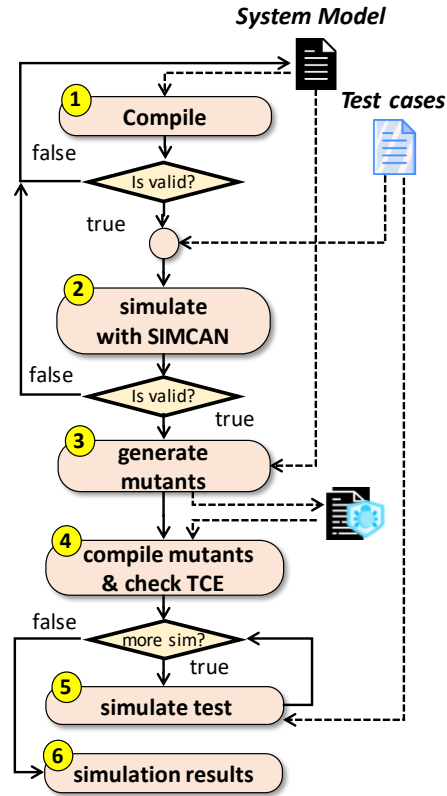 System Model
Test cases
1
Compile
false
Is valid?
true
2
simulate
with SIMCAN
false
Is valid?
true
3
generate
mutants
4
compile mutants
& check TCE
false
more sim?
true
5
simulate test
6
simulation results